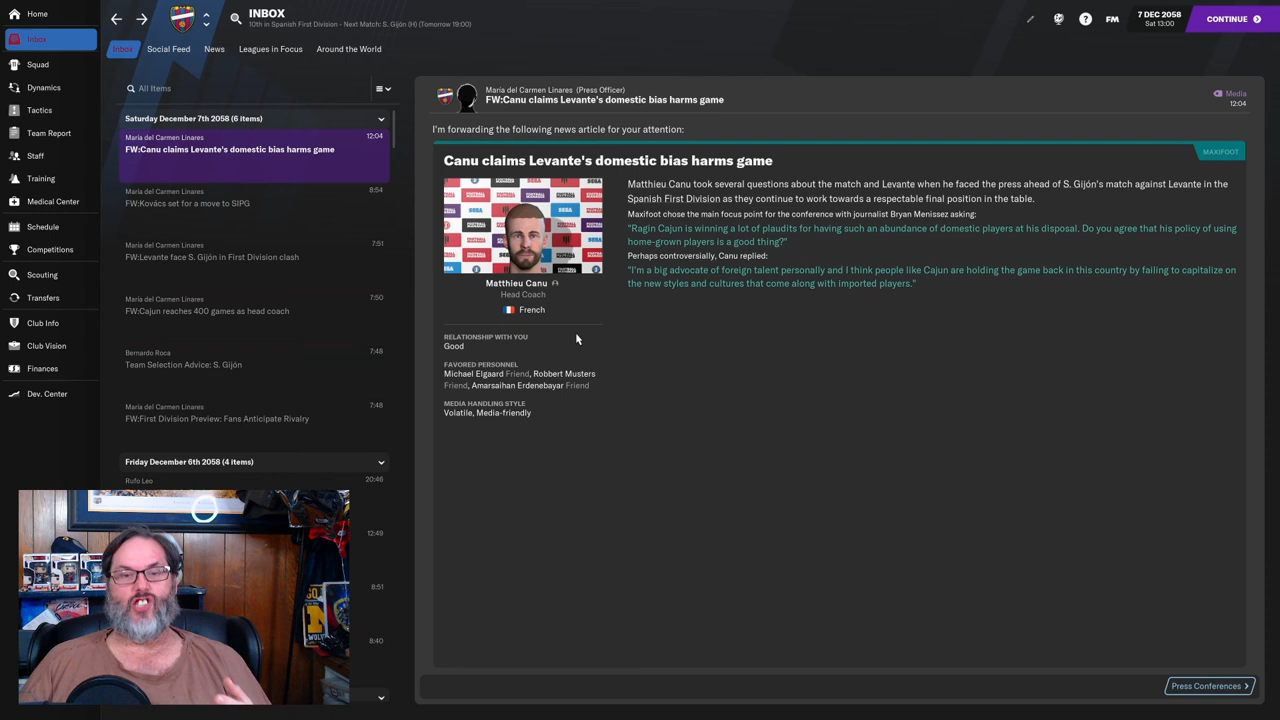 Home
Inbox
Squad
Dynamics
Tactics
Team Report
Staff
Training
Medical Center
Schedule
Competitions
Scouting
Transfers
Club Info
Club Vision
Finances
Dev. Center
INBOX
10th in Spanish First Division - Next Match: S. Gijón (H) (Tomorrow 19:00)
FM
7 DEC 2058
Sat 13:00
CONTINUE
Inbox
Social Feed
News
Leagues in Focus
Around the World
All Items
Saturday December 7th 2058 (6 items)
María del Carmen Linares 12:04
FW:Canu claims Levante's domestic bias harms game
María del Carmen Linares 8:54
FW:Kovács set for a move to SIPG
María del Carmen Linares 7:51
FW:Levante face S. Gijón in First Division clash
María del Carmen Linares 7:50
FW:Cajun reaches 400 games as head coach
Bernardo Roca 7:48
Team Selection Advice: S. Gijón
María del Carmen Linares 7:48
FW:First Division Preview: Fans Anticipate Rivalry
Friday December 6th 2058 (4 items)
Rufo Leo 20:46
12:49
8:51
8:40
María del Carmen Linares (Press Officer)
FW:Canu claims Levante's domestic bias harms game
Media
12:04
I'm forwarding the following news article for your attention:
MAXIFOOT
Canu claims Levante's domestic bias harms game
Matthieu Canu
Head Coach
French
RELATIONSHIP WITH YOU
Good
FAVORED PERSONNEL
Michael Elgaard Friend, Robbert Musters
Friend, Amarsaihan Erdenebayar Friend
MEDIA HANDLING STYLE
Volatile, Media-friendly
Matthieu Canu took several questions about the match and Levante when he faced the press ahead of S. Gijón's match against Levante in the
Spanish First Division as they continue to work towards a respectable final position in the table.
Maxifoot chose the main focus point for the conference with journalist Bryan Menissez asking:
"Ragin Cajun is winning a lot of plaudits for having such an abundance of domestic players at his disposal. Do you agree that his policy of using
home-grown players is a good thing?"
Perhaps controversially, Canu replied:
"I'm a big advocate of foreign talent personally and I think people like Cajun are holding the game back in this country by failing to capitalize on
the new styles and cultures that come along with imported players."
Press Conferences